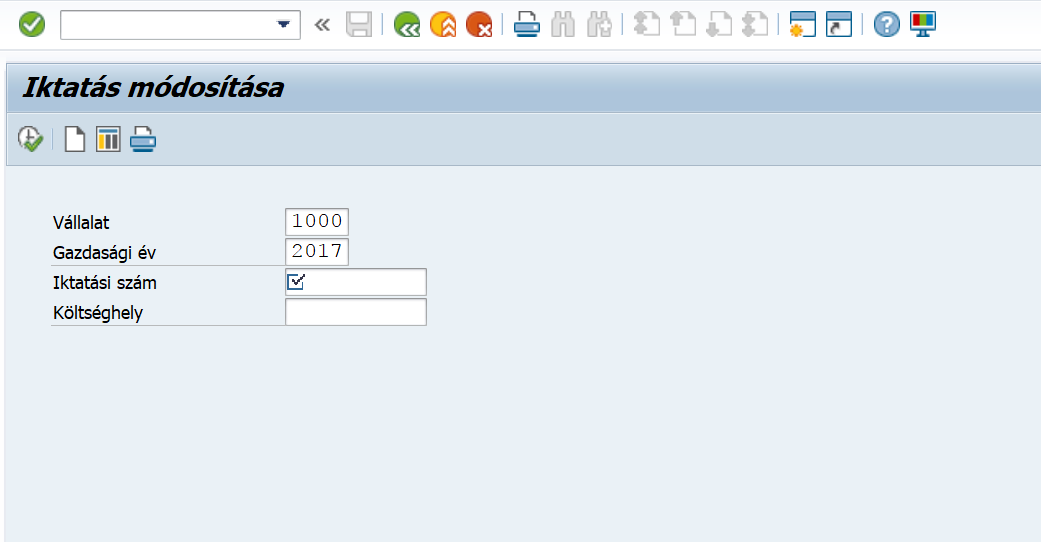 Iktatás módosítása
Vállalat 1000
Gazdasági év 2017
Iktatási szám
Költséghely